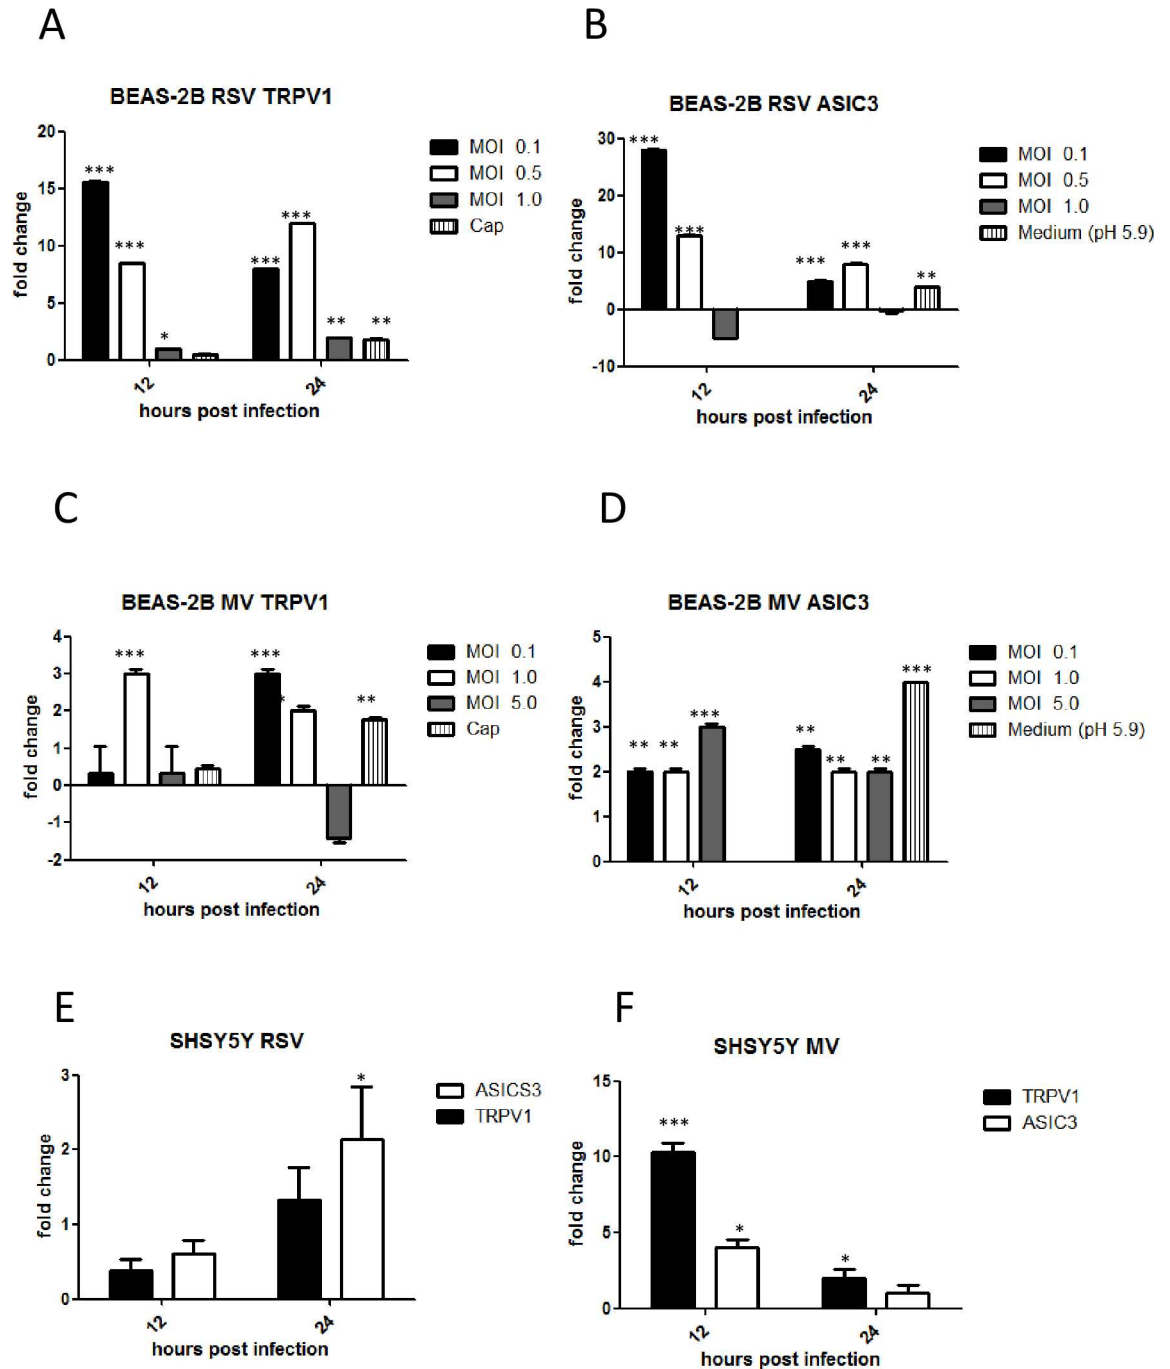 A
BEAS-2B RSV TRPV1
20
15
10
5
0
fold change
***
***
*
***
***
**
**
12
24
hours post infection
MOI 0.1
MOI 0.5
MOI 1.0
Cap
B
BEAS-2B RSV ASIC3
30
20
10
0
-10
fold change
***
***
***
***
**
12
24
hours post infection
MOI 0.1
MOI 0.5
MOI 1.0
Medium (pH 5.9)
C
BEAS-2B MV TRPV1
4
3
2
1
0
-1
-2
fold change
***
***
*
**
12
24
hours post infection
MOI 0.1
MOI 1.0
MOI 5.0
Cap
D
BEAS-2B MV ASIC3
5
4
3
2
1
0
fold change
**
**
***
**
**
**
***
12
24
hours post infection
MOI 0.1
MOI 1.0
MOI 5.0
Medium (pH 5.9)
E
SHSY5Y RSV
3
2
1
0
fold change
*
12
24
hours post infection
ASICS3
TRPV1
F
SHSY5Y MV
15
10
5
0
fold change
***
*
*
12
24
hours post infection
TRPV1
ASIC3